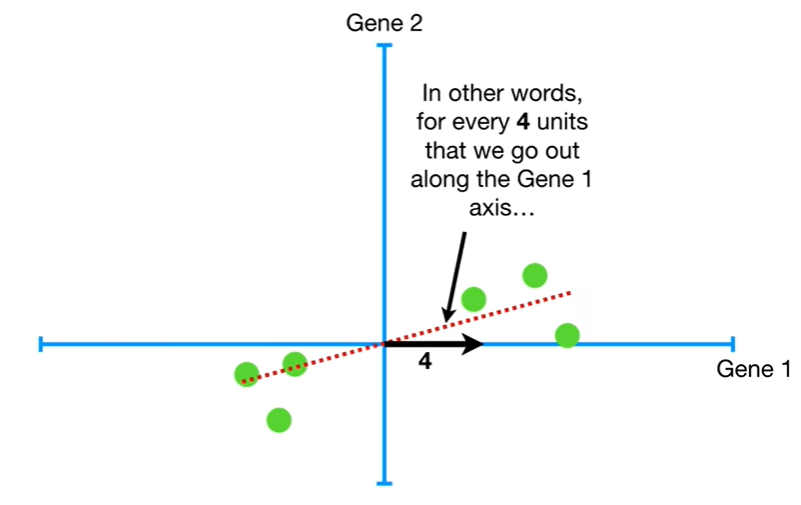 Gene 2
In other words,
for every 4 units
that we go out
along the Gene 1
axis...
4
Gene 1